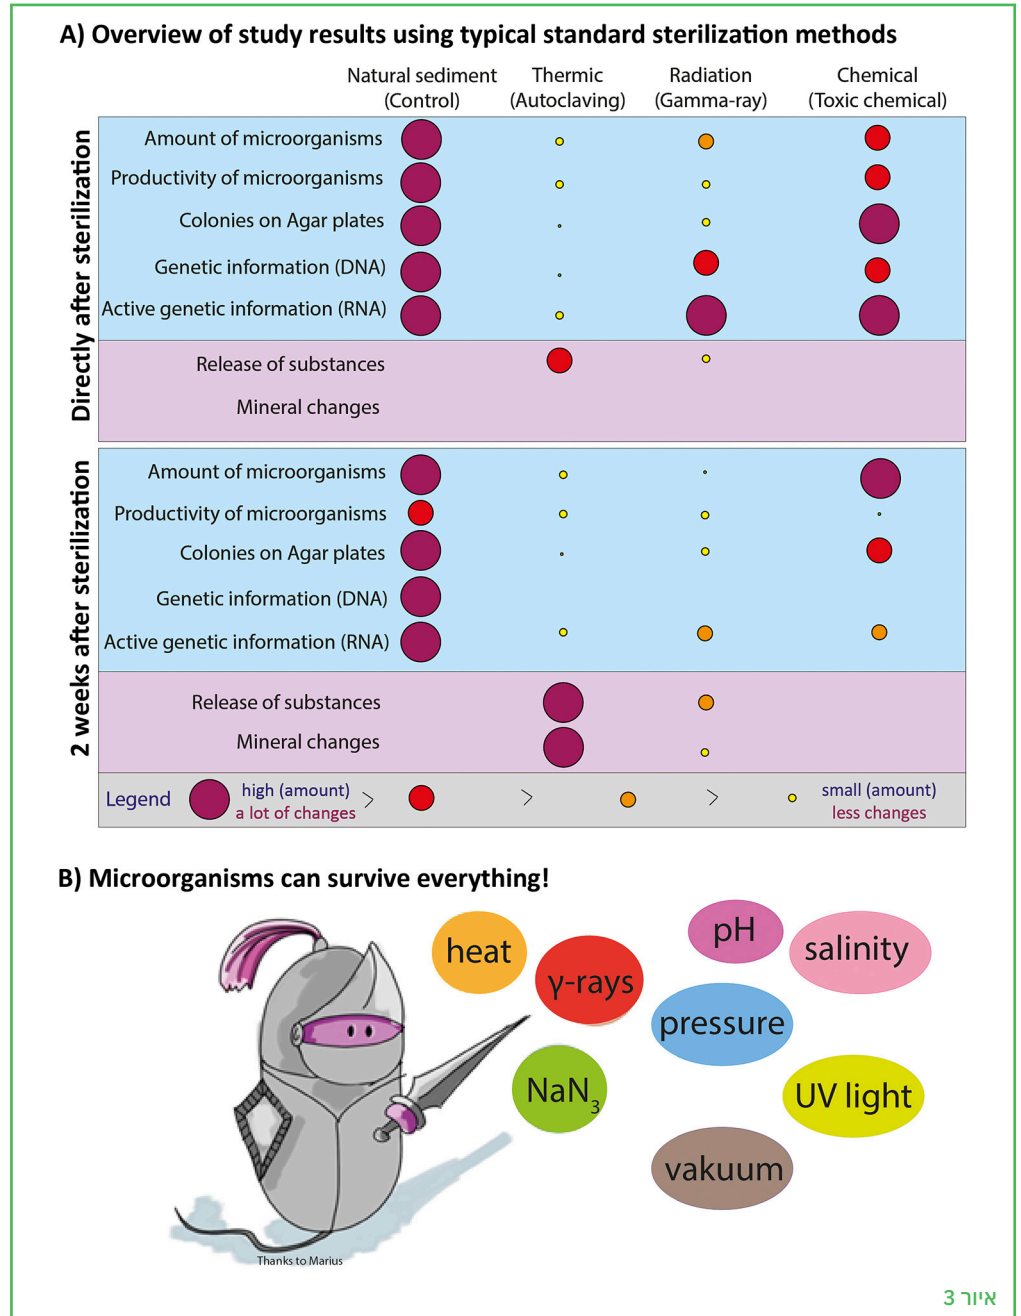 A) Overview of study results using typical standard sterilization methods
Natural sediment Thermic Radiation Chemical
(Control) (Autoclaving) (Gamma-ray) (Toxic chemical)
Directly after sterilization
Amount of microorganisms
Productivity of microorganisms
Colonies on Agar plates
Genetic information (DNA)
Active genetic information (RNA)
Release of substances
Mineral changes
2 weeks after sterilization
Amount of microorganisms
Productivity of microorganisms
Colonies on Agar plates
Genetic information (DNA)
Active genetic information (RNA)
Release of substances
Mineral changes
Legend high (amount) > > > small (amount)
a lot of changes less changes
B) Microorganisms can survive everything!
heat
γ-rays
pH
salinity
pressure
NaN₃
UV light
vakuum
Thanks to Marius
איור 3